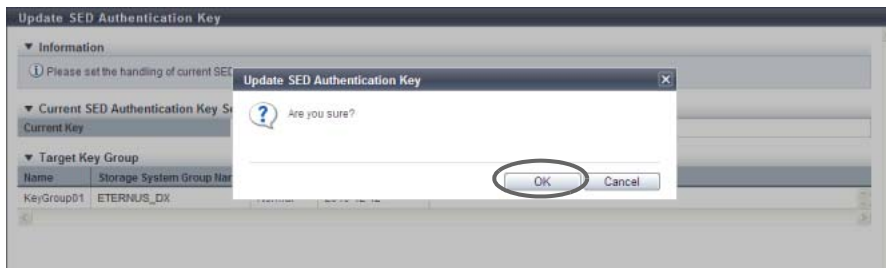 Update SED Authentication Key
▼ Information
Please set the handling of current SED
Update SED Authentication Key
Are you sure?
OK Cancel
▼ Current SED Authentication Key Se
Current Key
▼ Target Key Group
Name Storage System Group Nam
KeyGroup01 ETERNUS_DX